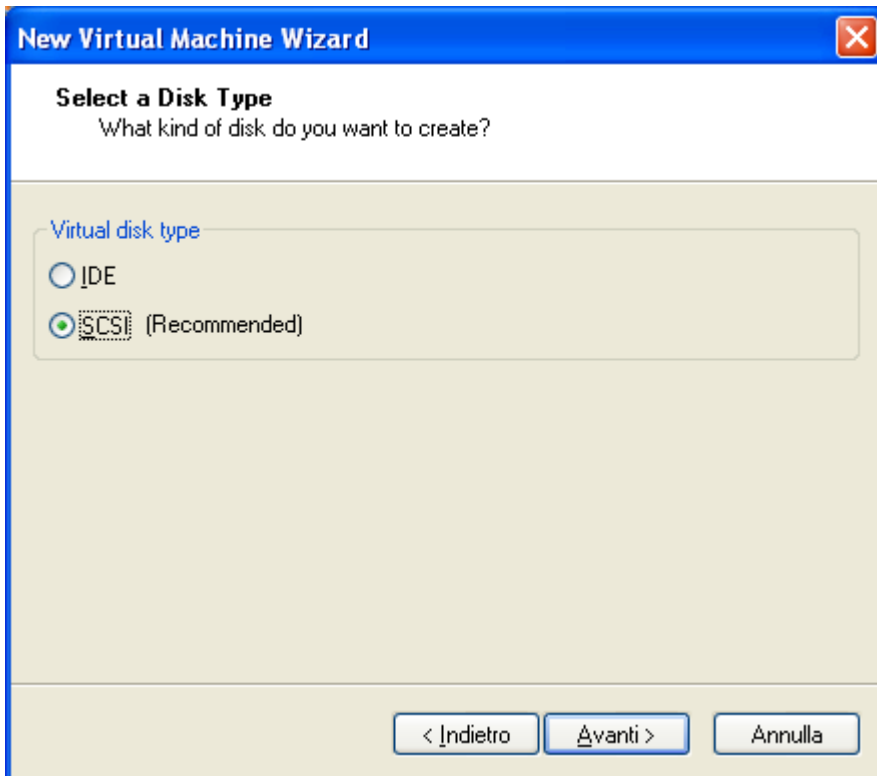 New Virtual Machine Wizard
Select a Disk Type
What kind of disk do you want to create?
Virtual disk type
IDE
SCSI (Recommended)
< Indietro Avanti > Annulla